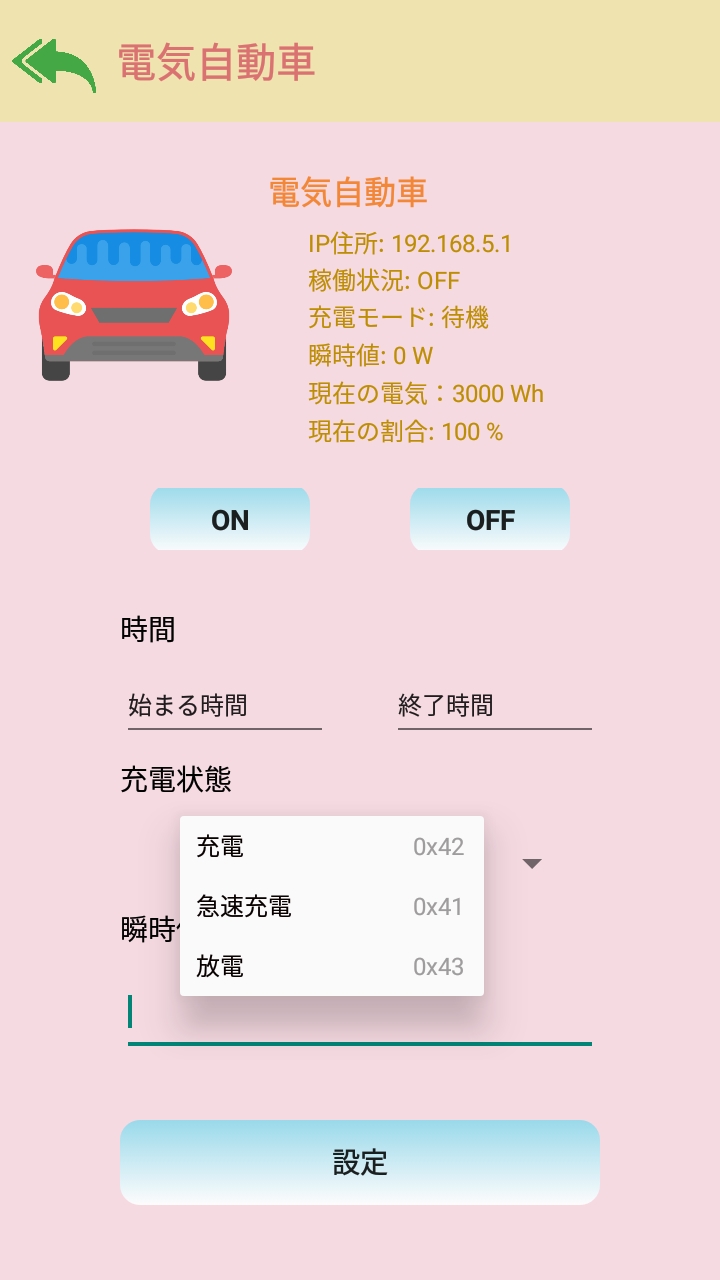 電気自動車
電気自動車
IP住所: 192.168.5.1
稼働状況: OFF
充電モード: 待機
瞬時値: 0 W
現在の電気：3000 Wh
現在の割合: 100 %
ON OFF
時間
始まる時間 終了時間
充電状態
充電 0x42
急速充電 0x41
瞬時
放電 0x43
設定